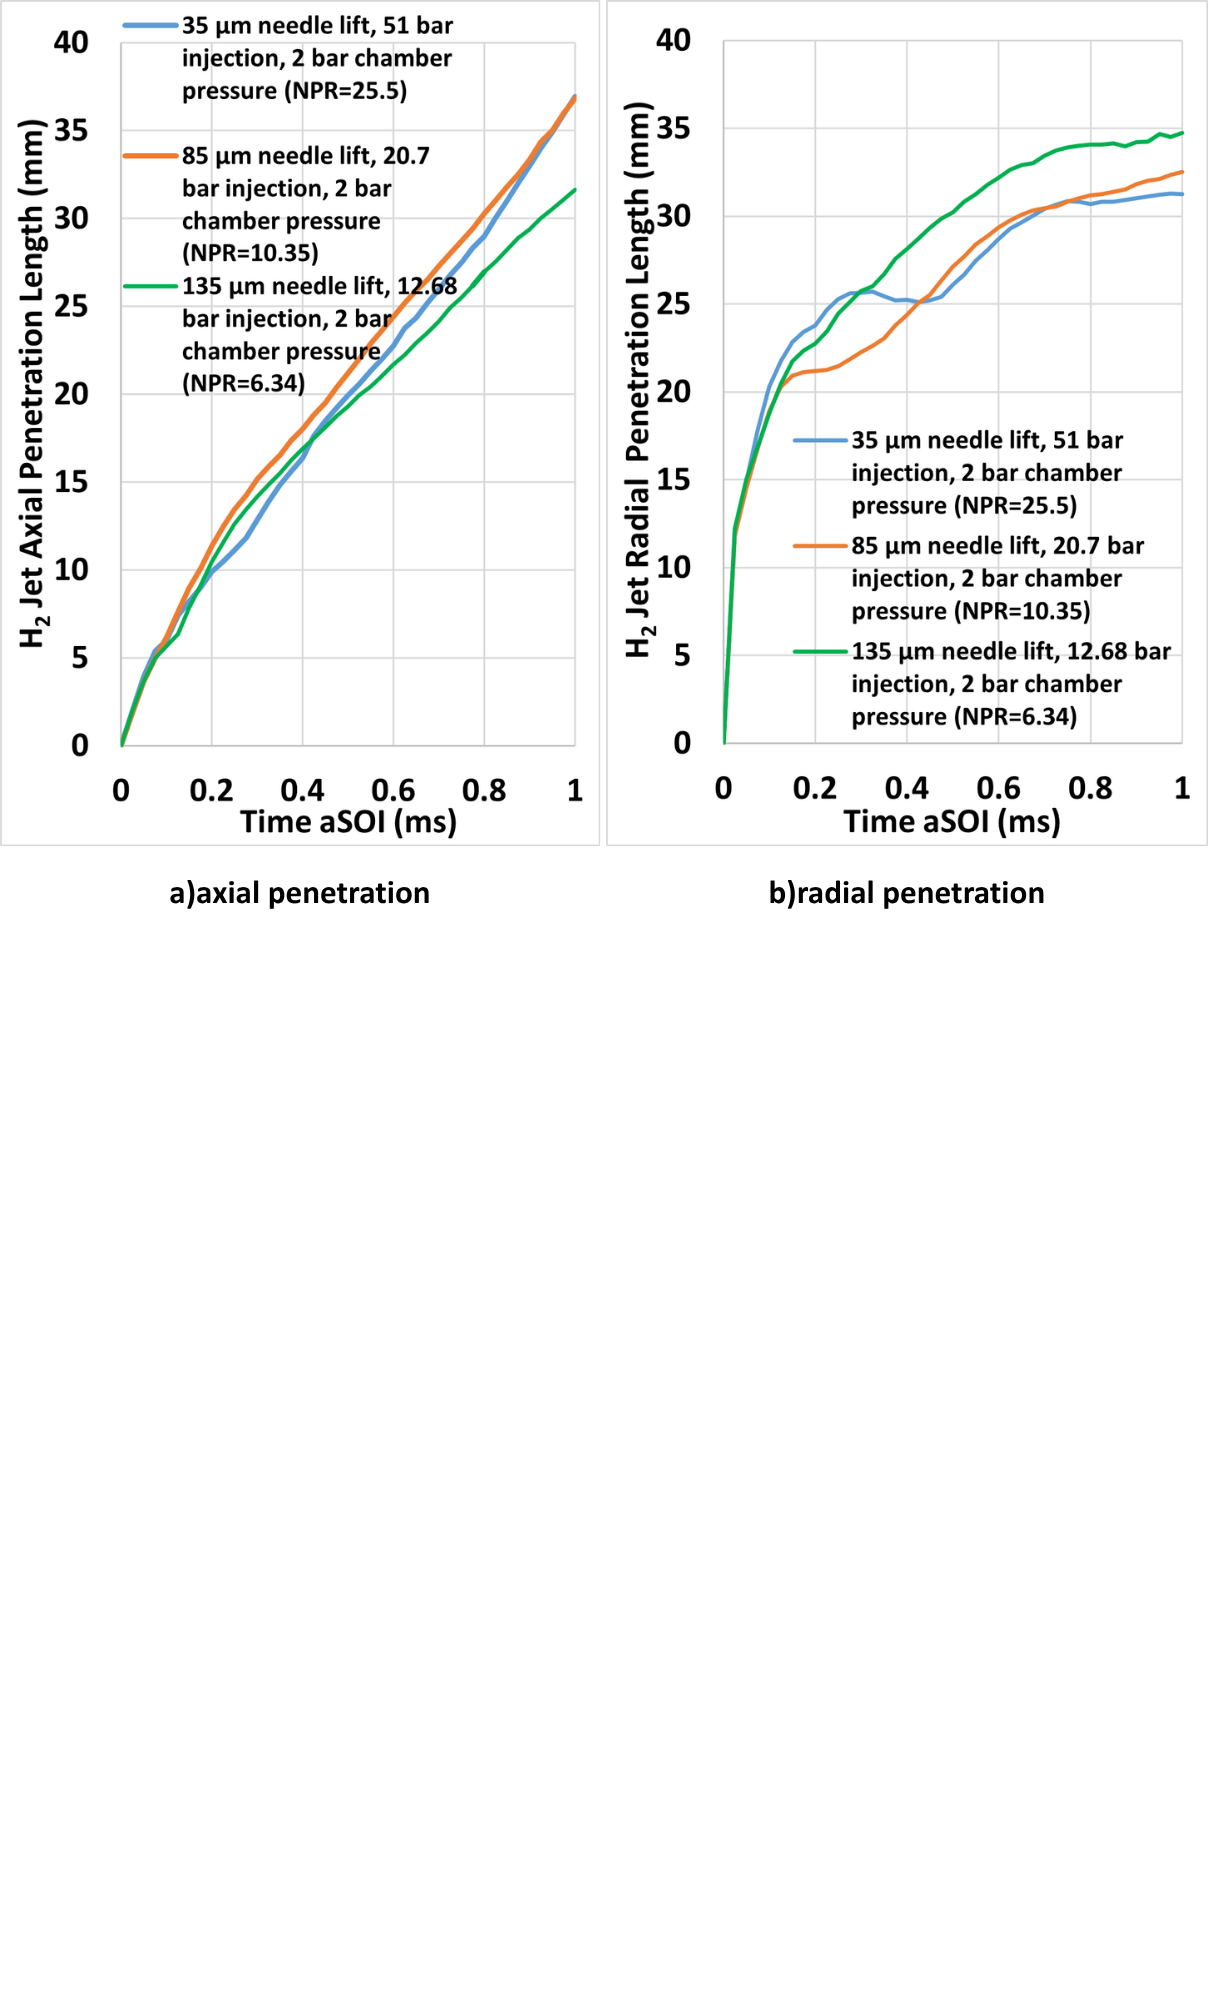 35 µm needle lift, 51 bar
injection, 2 bar chamber
pressure (NPR=25.5)
85 µm needle lift, 20.7
bar injection, 2 bar
chamber pressure
(NPR=10.35)
135 µm needle lift, 12.68
bar injection, 2 bar
chamber pressure
(NPR=6.34)
H2 Jet Axial Penetration Length (mm)
40
35
30
25
20
15
10
5
0
0 0.2 0.4 0.6 0.8 1
Time aSOI (ms)
a)axial penetration
H2 Jet Radial Penetration Length (mm)
40
35
30
25
20
15
10
5
0
35 µm needle lift, 51 bar
injection, 2 bar chamber
pressure (NPR=25.5)
85 µm needle lift, 20.7 bar
injection, 2 bar chamber
pressure (NPR=10.35)
135 µm needle lift, 12.68 bar
injection, 2 bar chamber
pressure (NPR=6.34)
0 0.2 0.4 0.6 0.8 1
Time aSOI (ms)
b)radial penetration